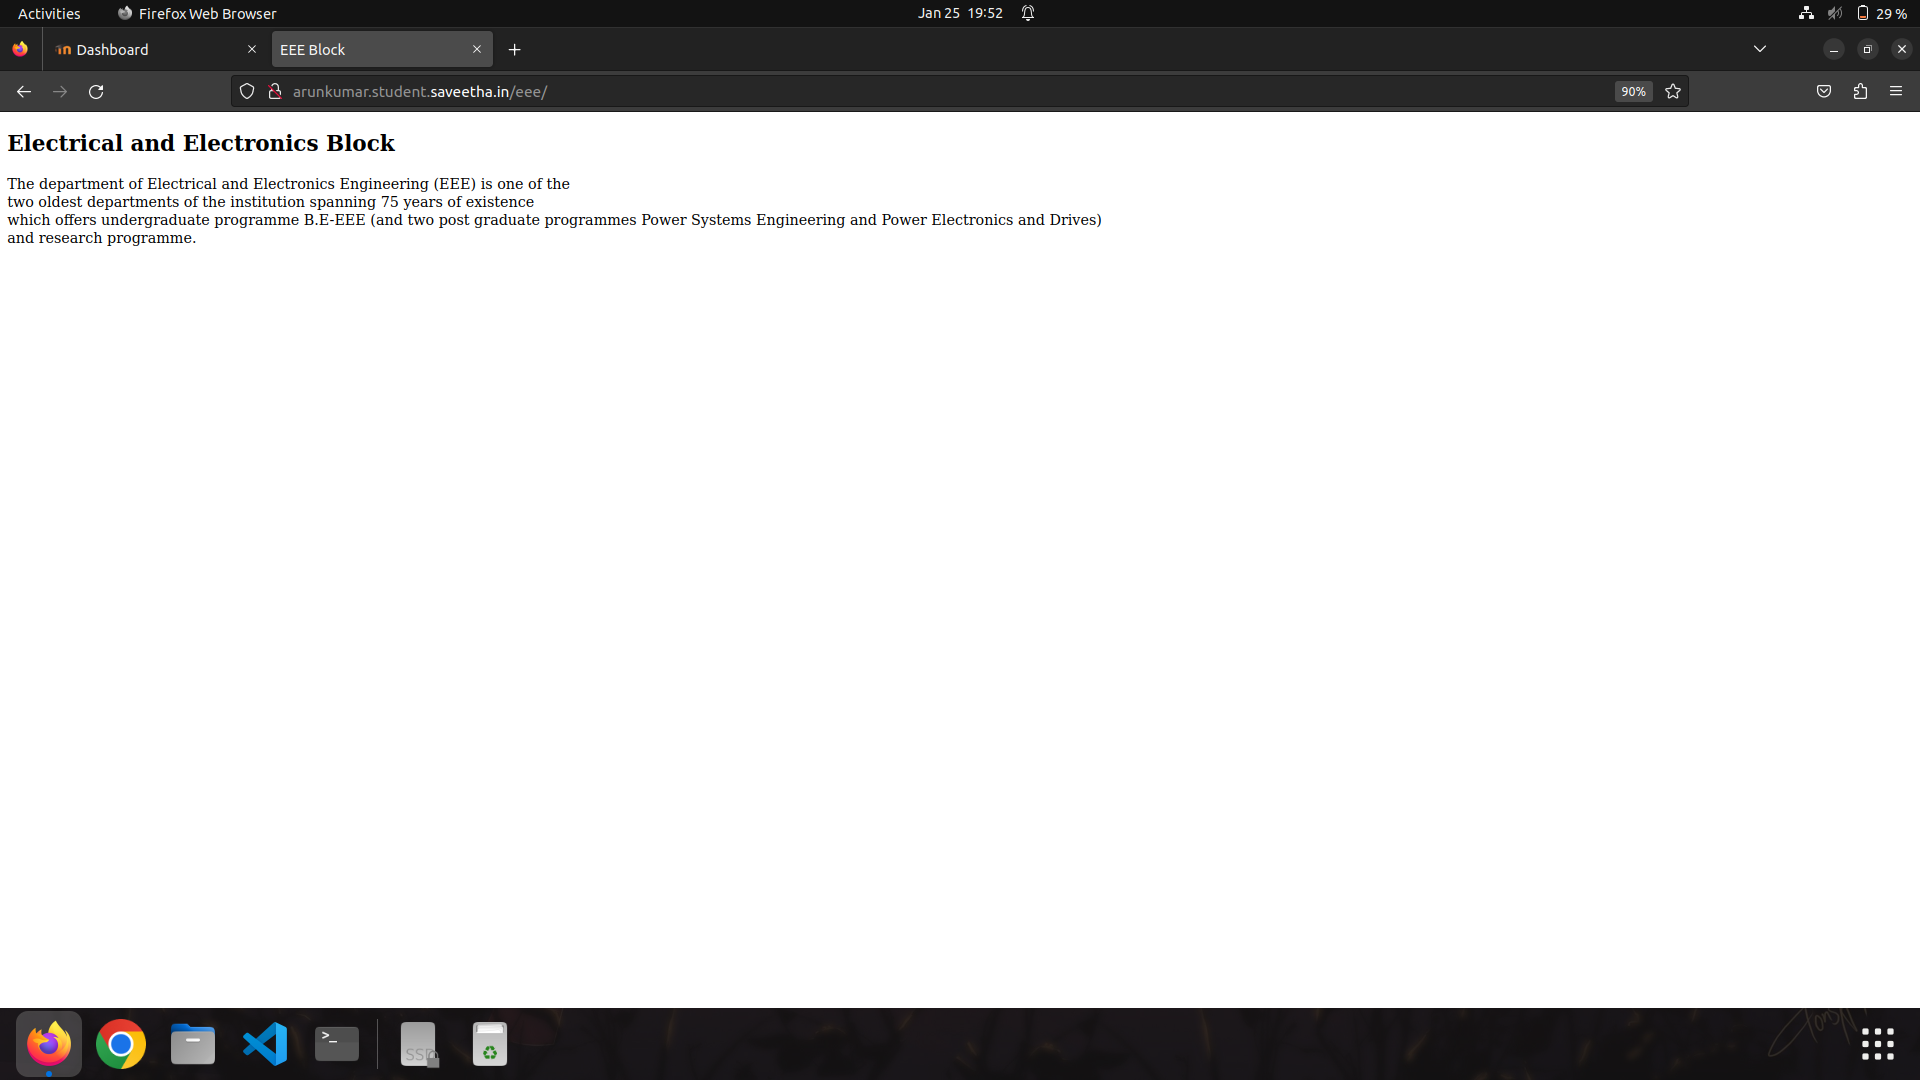 Activities Firefox Web Browser Jan 25 19:52 29 %
Dashboard EEE Block
arunkumar.student.saveetha.in/eee/ 90%
Electrical and Electronics Block
The department of Electrical and Electronics Engineering (EEE) is one of the
two oldest departments of the institution spanning 75 years of existence
which offers undergraduate programme B.E-EEE (and two post graduate programmes Power Systems Engineering and Power Electronics and Drives)
and research programme.
>_ SSD